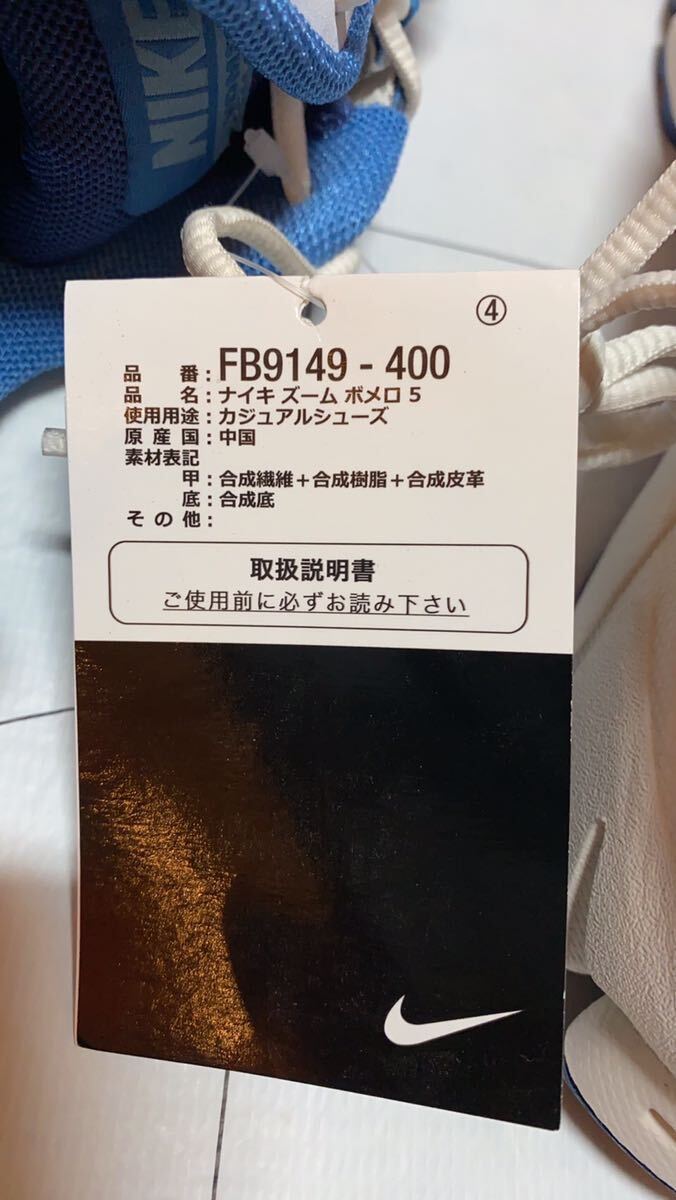 NIKE
④
品番:FB9149 - 400
品名:ナイキ ズーム ボメロ 5
使用用途:カジュアルシューズ
原産国:中国
素材表記
甲:合成繊維+合成樹脂+合成皮革
底:合成底
その他:
取扱説明書
ご使用前に必ずお読み下さい